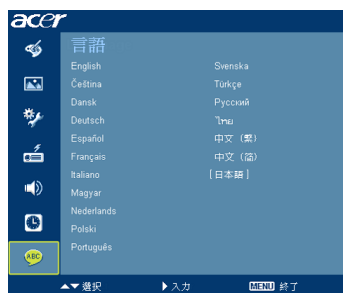 acer
言語
English
Čeština
Dansk
Deutsch
Español
Français
Italiano
Magyar
Nederlands
Polski
Português
Svenska
Türkçe
Русский
ไทย
中文 (繁)
中文 (简)
[日本語]
ABC
▲▼ 選択 ▶ 入力 MENU 終了